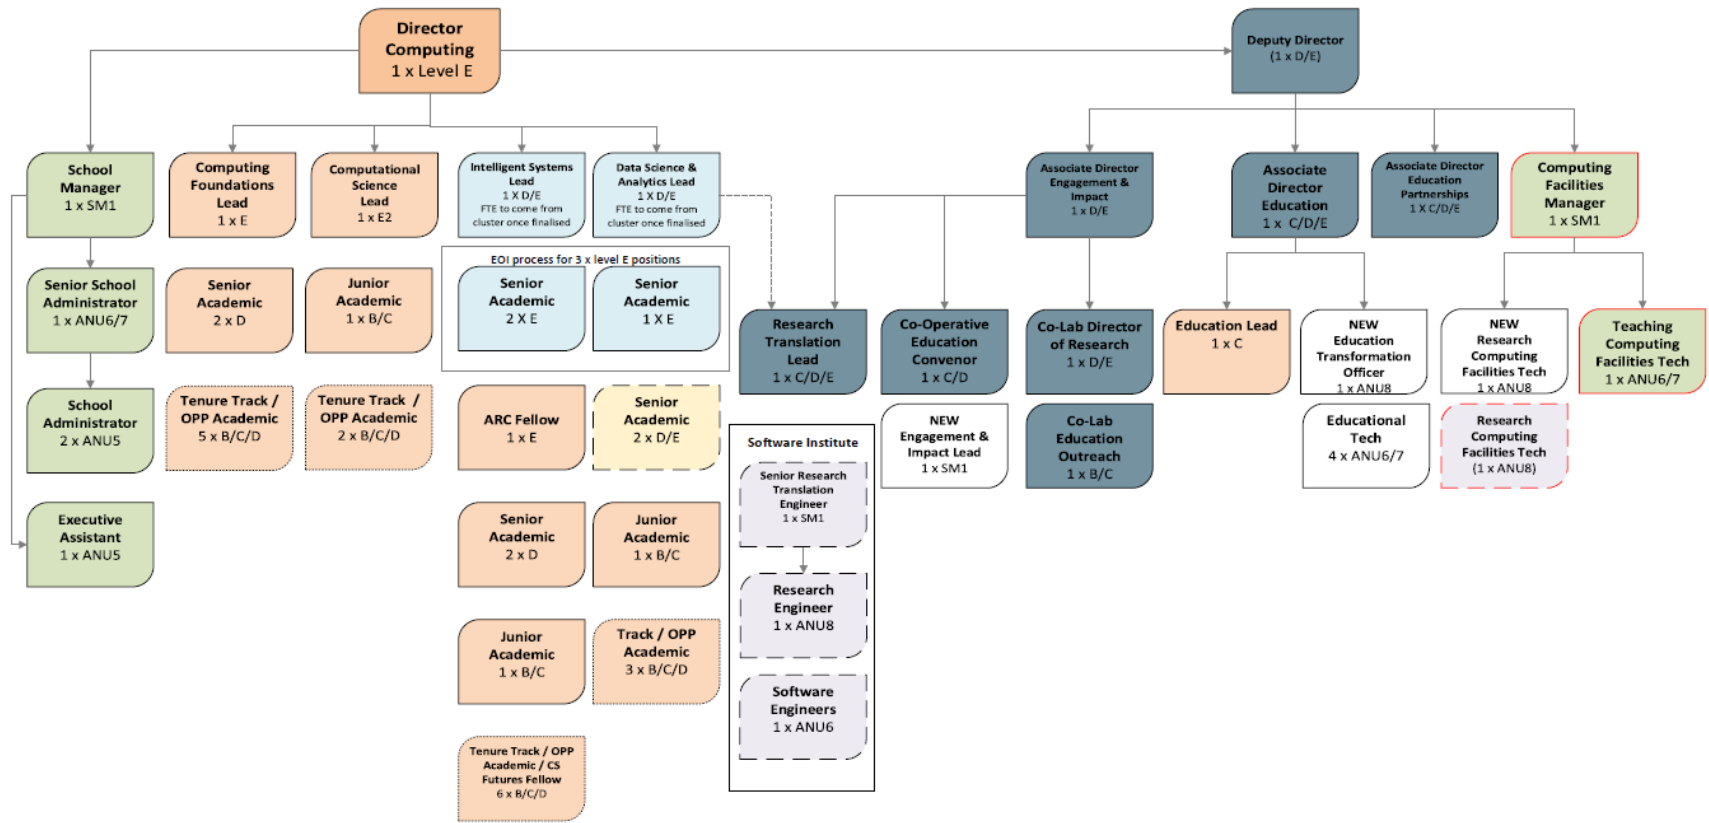 Director
Computing
1 x Level E
Deputy Director
(1 x D/E)
School
Manager
1 x SM1
Computing
Foundations
Lead
1 x E
Computational
Science
Lead
1 x E2
Intelligent Systems
Lead
1 X D/E
FTE to come from
cluster once finalised
Data Science &
Analytics Lead
1 X D/E
FTE to come from
cluster once finalised
Associate Director
Engagement &
Impact
1 x D/E
Associate
Director
Education
1 x C/D/E
Associate Director
Education
Partnerships
1 X C/D/E
Computing
Facilities
Manager
1 x SM1
EOI process for 3 x level E positions
Senior School
Administrator
1 x ANU6/7
Senior
Academic
2 x D
Junior
Academic
1 x B/C
Senior
Academic
2 X E
Senior
Academic
1 X E
Research
Translation
Lead
1 x C/D/E
Co-Operative
Education
Convenor
1 x C/D
Co-Lab Director
of Research
1 x D/E
Education Lead
1 x C
NEW
Education
Transformation
Officer
1 x ANU8
NEW
Research
Computing
Facilities Tech
1 x ANU8
Teaching
Computing
Facilities Tech
1 x ANU6/7
School
Administrator
2 x ANU5
Tenure Track /
OPP Academic
5 x B/C/D
Tenure Track /
OPP Academic
2 x B/C/D
ARC Fellow
1 x E
Senior
Academic
2 x D/E
NEW
Engagement &
Impact Lead
1 x SM1
Co-Lab
Education
Outreach
1 x B/C
Educational
Tech
4 x ANU6/7
Research
Computing
Facilities Tech
(1 x ANU8)
Software Institute
Senior Research
Translation
Engineer
1 x SM1
Executive
Assistant
1 x ANU5
Senior
Academic
2 x D
Junior
Academic
1 x B/C
Research
Engineer
1 x ANU8
Junior
Academic
1 x B/C
Track / OPP
Academic
3 x B/C/D
Software
Engineers
1 x ANU6
Tenure Track / OPP
Academic / CS
Futures Fellow
6 x B/C/D